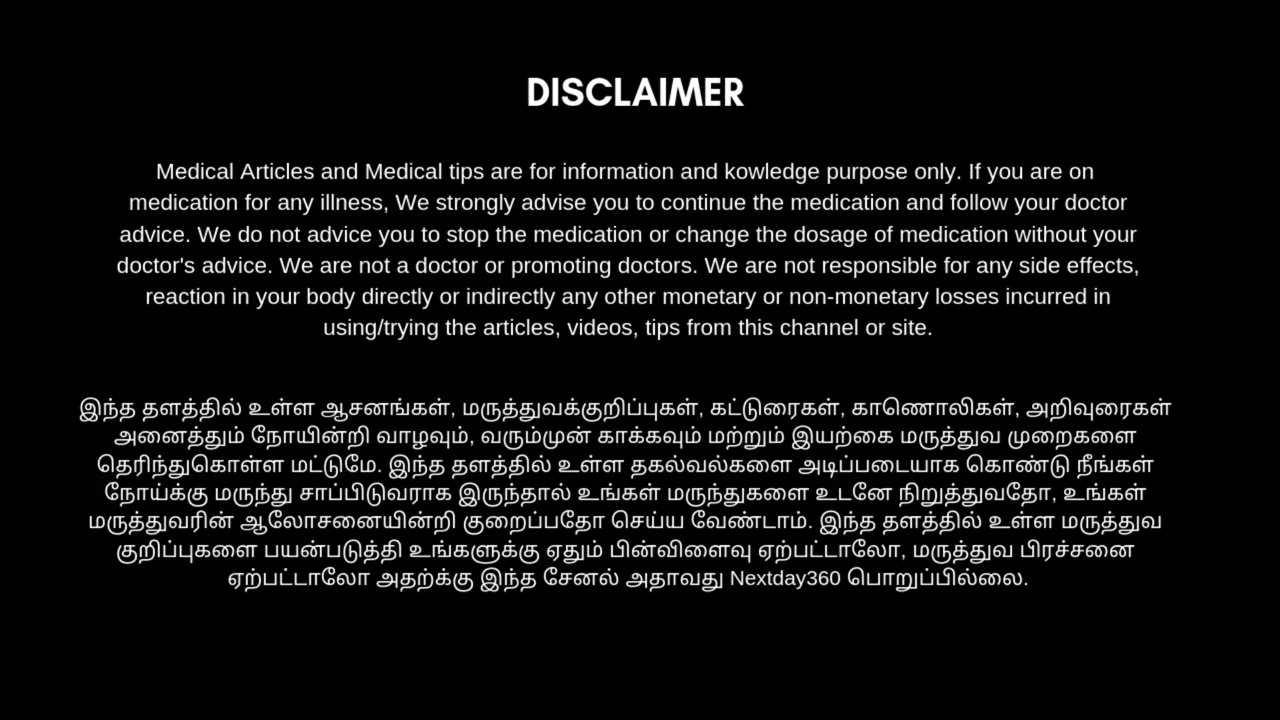 DISCLAIMER
Medical Articles and Medical tips are for information and kowledge purpose only. If you are on
medication for any illness, We strongly advise you to continue the medication and follow your doctor
advice. We do not advice you to stop the medication or change the dosage of medication without your
doctor's advice. We are not a doctor or promoting doctors. We are not responsible for any side effects,
reaction in your body directly or indirectly any other monetary or non-monetary losses incurred in
using/trying the articles, videos, tips from this channel or site.
இந்த தளத்தில் உள்ள ஆசனங்கள், மருத்துவக்குறிப்புகள், கட்டுரைகள், காணொலிகள், அறிவுரைகள்
அனைத்தும் நோயின்றி வாழவும், வரும்முன் காக்கவும் மற்றும் இயற்கை மருத்துவ முறைகளை
தெரிந்துகொள்ள மட்டுமே. இந்த தளத்தில் உள்ள தகல்வல்களை அடிப்படையாக கொண்டு நீங்கள்
நோய்க்கு மருந்து சாப்பிடுவராக இருந்தால் உங்கள் மருந்துகளை உடனே நிறுத்துவதோ, உங்கள்
மருத்துவரின் ஆலோசனையின்றி குறைப்பதோ செய்ய வேண்டாம். இந்த தளத்தில் உள்ள மருத்துவ
குறிப்புகளை பயன்படுத்தி உங்களுக்கு ஏதும் பின்விளைவு ஏற்பட்டாலோ, மருத்துவ பிரச்சனை
ஏற்பட்டாலோ அதற்க்கு இந்த சேனல் அதாவது Nextday360 பொறுப்பில்லை.